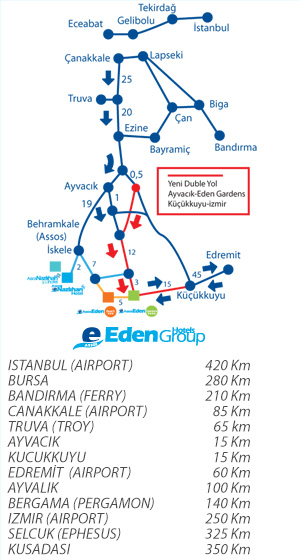 Tekirdağ
Eceabat Gelibolu İstanbul
Çanakkale Lapseki
25
Truva Biga
20 Çan
Ezine
Bayramiç Bandırma
0,5
Ayvacık
Yeni Duble Yol
Ayvacık-Eden Gardens
Küçükkuyu-izmir
19 1
Behramkale
(Assos)
İskele
12
Edremit
2 7 3 15 45
Küçükkuyu
5
Nazlıhan
Eden Hotels Group
ISTANBUL (AIRPORT) 420 Km
BURSA 280 Km
BANDIRMA (FERRY) 210 Km
CANAKKALE (AIRPORT) 85 Km
TRUVA (TROY) 65 km
AYVACIK 15 Km
KUCUKKUYU 15 Km
EDREMİT (AIRPORT) 60 Km
AYVALIK 100 Km
BERGAMA (PERGAMON) 140 Km
IZMIR (AIRPORT) 250 Km
SELCUK (EPHESUS) 325 Km
KUSADASI 350 Km